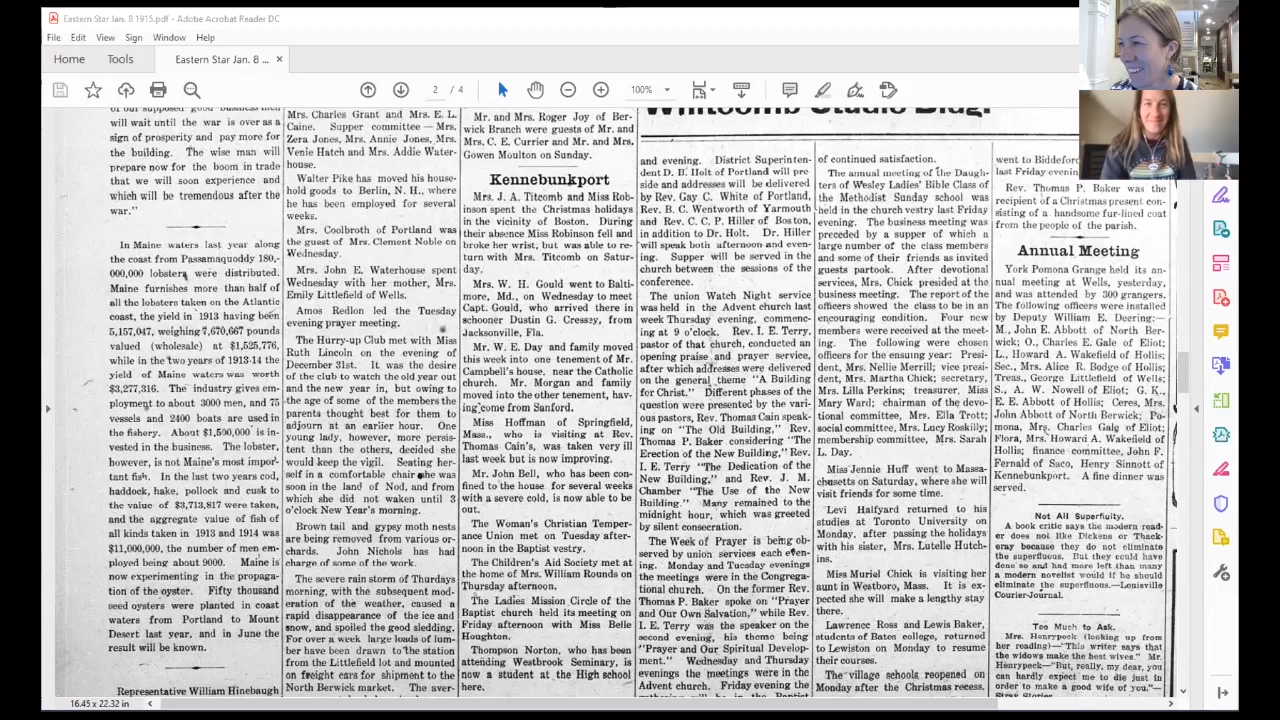 Eastern Star Jan. 8 1915.pdf - Adobe Acrobat Reader DC
File Edit View Sign Window Help
Home Tools Eastern Star Jan. 8 ... ×
2 / 4 100%
will wait until the war is over as a
sign of prosperity and pay more for
the building. The wise man will
prepare now for the boom in trade
that we will soon experience and
which will be tremendous after the
war."
In Maine waters last year along
the coast from Passamaquoddy 180,-
000,000 lobsters were distributed.
Maine furnishes more than half of
all the lobsters taken on the Atlantic
coast, the yield in 1913 having been
5,157,047, weighing 7,670,667 pounds
valued (wholesale) at $1,525,776,
while in the two years of 1913-14 the
yield of Maine waters was worth
$3,277,316. The industry gives em-
ployment to about 3000 men, and 75
vessels and 2400 boats are used in
the fishery. About $1,590,000 is in-
vested in the business. The lobster,
however, is not Maine's most impor-
tant fish. In the last two years cod,
haddock, hake, pollock and cusk to
the value of $3,713,817 were taken,
and the aggregate value of fish of
all kinds taken in 1913 and 1914 was
$11,000,000, the number of men em-
ployed being about 9000. Maine is
now experimenting in the propaga-
tion of the oyster. Fifty thousand
seed oysters were planted in coast
waters from Portland to Mount
Desert last year, and in June the
result will be known.
Representative William Hinebaugh
Mrs. Charles Grant and Mrs. E. L.
Caine. Supper committee — Mrs.
Zera Jones, Mrs. Annie Jones, Mrs.
Venie Hatch and Mrs. Addie Water-
house.
Walter Pike has moved his house-
hold goods to Berlin, N. H., where
he has been employed for several
weeks.
Mrs. Coolbroth of Portland was
the guest of Mrs. Clement Noble on
Wednesday.
Mrs. John E. Waterhouse spent
Wednesday with her mother, Mrs.
Emily Littlefield of Wells.
Amos Redlon led the Tuesday
evening prayer meeting.
The Hurry-up Club met with Miss
Ruth Lincoln on the evening of
December 31st. It was the desire
of the club to watch the old year out
and the new year in, but owing to
the age of some of the members the
parents thought best for them to
adjourn at an earlier hour. One
young lady, however, more persis-
tent than the others, decided she
would keep the vigil. Seating her-
self in a comfortable chair she was
soon in the land of Nod, and from
which she did not waken until 3
o'clock New Year's morning.
Brown tail and gypsy moth nests
are being removed from various or-
chards. John Nichols has had
charge of some of the work.
The severe rain storm of Thurdays
morning, with the subsequent mod-
eration of the weather, caused a
rapid disappearance of the ice and
snow, and spoiled the good sledding.
For over a week large loads of lum-
ber have been drawn to the station
from the Littlefield lot and mounted
on freight cars for shipment to the
North Berwick market. The aver-
Mr. and Mrs. Roger Joy of Ber-
wick Branch were guests of Mr. and
Mrs. C. E. Currier and Mr. and Mrs.
Gowen Moulton on Sunday.
Kennebunkport
Mrs. J. A. Titcomb and Miss Rob-
inson spent the Christmas holidays
in the vicinity of Boston. During
their absence Miss Robinson fell and
broke her wrist, but was able to re-
turn with Mrs. Titcomb on Satur-
day.
Mrs. W. H. Gould went to Balti-
more, Md., on Wednesday to meet
Capt. Gould, who arrived there in
schooner Dustin G. Cressy, from
Jacksonville, Fla.
Mr. W. E. Day and family moved
this week into one tenement of Mr.
Campbell's house, near the Catholic
church. Mr. Morgan and family
moved into the other tenement, hav-
ing come from Sanford.
Miss Hoffman of Springfield,
Mass., who is visiting at Rev.
Thomas Cain's, was taken very ill
last week but is now improving.
Mr. John Bell, who has been con-
fined to the house for several weeks
with a severe cold, is now able to be
out.
The Woman's Christian Temper-
ance Union met on Tuesday after-
noon in the Baptist vestry.
The Children's Aid Society met at
the home of Mrs. William Rounds on
Thursday afternoon.
The Ladies Mission Circle of the
Baptist church held its meeting on
Friday afternoon with Miss Belle
Houghton.
Thompson Norton, who has been
attending Westbrook Seminary, is
now a student at the High school
here.
Whitcomb Studio Bldg.
and evening. District Superinten-
dent D. B. Holt of Portland will pre-
side and addresses will be delivered
by Rev. Gay C. White of Portland,
Rev. B. C. Wentworth of Yarmouth
and Rev. C. C. P. Hiller of Boston,
in addition to Dr. Holt. Dr. Hiller
will speak both afternoon and even-
ing. Supper will be served in the
church between the sessions of the
conference.
The union Watch Night service
was held in the Advent church last
week Thursday evening, commenc-
ing at 9 o'clock. Rev. I. E. Terry,
pastor of that church, conducted an
opening praise and prayer service,
after which addresses were delivered
on the general theme "A Building
for Christ." Different phases of the
question were presented by the vari-
ous pastors, Rev. Thomas Cain speak-
ing on "The Old Building," Rev.
Thomas P. Baker considering "The
Erection of the New Building," Rev.
I. E. Terry "The Dedication of the
New Building," and Rev. J. M.
Chamber "The Use of the New
Building." Many remained to the
midnight hour, which was greeted
by silent consecration.
The Week of Prayer is being ob-
served by union services each even-
ing. Monday and Tuesday evenings
the meetings were in the Congrega-
tional church. On the former Rev.
Thomas P. Baker spoke on "Prayer
and Our Own Salvation," while Rev.
I. E. Terry was the speaker on the
second evening, his theme being
"Prayer and Our Spiritual Develop-
ment." Wednesday and Thursday
evenings the meetings were in the
Advent church. Friday evening the
of continued satisfaction.
The annual meeting of the Daugh-
ters of Wesley Ladies' Bible Class of
the Methodist Sunday school was
held in the church vestry last Friday
evening. The business meeting was
preceded by a supper of which a
large number of the class members
and some of their friends as invited
guests partook. After devotional
services, Mrs. Chick presided at the
business meeting. The report of the
officers showed the class to be in an
encouraging condition. Four new
members were received at the meet-
ing. The following were chosen
officers for the ensuing year: Presi-
dent, Mrs. Nellie Merrill; vice presi-
dent, Mrs. Martha Chick; secretary,
Mrs. Lilla Perkins; treasurer, Miss
Mary Ward; chairman of the devo-
tional committee, Mrs. Ella Trott;
social committee, Mrs. Lucy Roskilly;
membership committee, Mrs. Sarah
L. Day.
Miss Jennie Huff went to Massa-
chusetts on Saturday, where she will
visit friends for some time.
Levi Halfyard returned to his
studies at Toronto University on
Monday, after passing the holidays
with his sister, Mrs. Lutelle Hutch-
ins.
Miss Muriel Chick is visiting her
aunt in Westboro, Mass. It is ex-
pected she will make a lengthy stay
there.
Lawrence Ross and Lewis Baker,
students of Bates college, returned
to Lewiston on Monday to resume
their courses.
The village schools reopened on
Monday after the Christmas recess.
went to Biddeford
last Friday evening
Rev. Thomas P. Baker was the
recipient of a Christmas present con-
sisting of a handsome fur-lined coat
from the people of the parish.
Annual Meeting
York Pomona Grange held its an-
nual meeting at Wells, yesterday,
and was attended by 300 grangers.
The following officers were installed
by Deputy William E. Deering:—
M., John E. Abbott of North Ber-
wick; O., Charles E. Gale of Eliot;
L., Howard A. Wakefield of Hollis;
Sec., Mrs. Alice R. Bodge of Hollis;
Treas, George Littlefield of Wells;
S., A. W. Nowell of Eliot; G. K.,
E. E. Abbott of Hollis; Ceres, Mrs.
John Abbott of North Berwick; Po-
mona, Mrs. Charles Gale of Eliot;
Flora, Mrs. Howard A. Wakefield of
Hollis; finance committee, John F.
Fernald of Saco, Henry Sinnott of
Kennebunkport. A fine dinner was
served.
Not All Superfluity.
A book critic says the modern read-
er does not like Dickens or Thack-
eray because they do not eliminate
the superfluous. But they could have
done so and had more left than many
a modern novelist would if he should
eliminate the superfluous.—Louisville
Courier-Journal.
Too Much to Ask.
Mrs. Henrypeck (looking up from
her reading)—"This writer says that
the widows make the best wives." Mr.
Henrypeck—"But, really, my dear, you
can hardly expect me to die just in
order to make a good wife of you."—
16.45 x 22.32 in